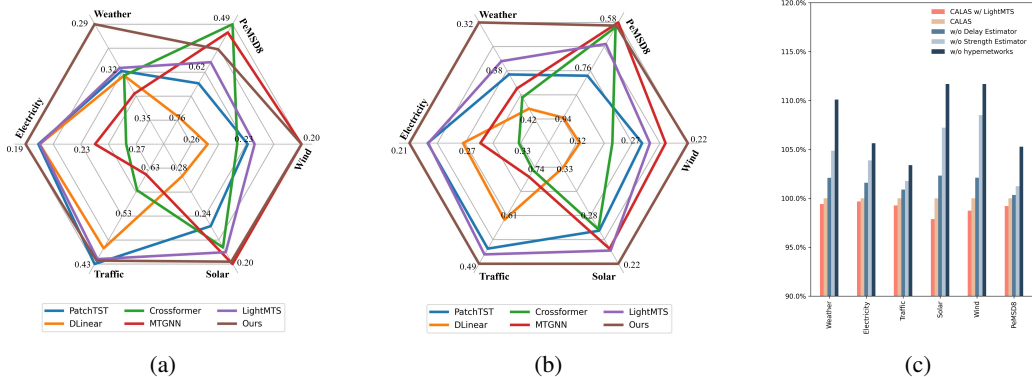 Weather
0.29
0.49
PeMSD8
0.32
0.62
Electricity
0.35
0.76
0.19
0.23
0.27
0.26
0.23
0.20
Wind
0.63
0.28
0.53
0.24
0.43
0.20
Traffic
Solar
PatchTST
Crossformer
LightMTS
DLinear
MTGNN
Ours
(a)
Weather
0.32
0.58
PeMSD8
0.38
0.76
Electricity
0.42
0.94
0.21
0.27
0.33
0.32
0.27
0.22
Wind
0.74
0.33
0.61
0.28
0.49
0.22
Traffic
Solar
PatchTST
Crossformer
LightMTS
DLinear
MTGNN
Ours
(b)
120.0%
115.0%
110.0%
105.0%
100.0%
95.0%
90.0%
CALAS w/ LightMTS
CALAS
w/o Delay Estimator
w/o Strength Estimator
w/o hypernetworks
Weather
Electricity
Traffic
Solar
Wind
PeMSD8
(c)